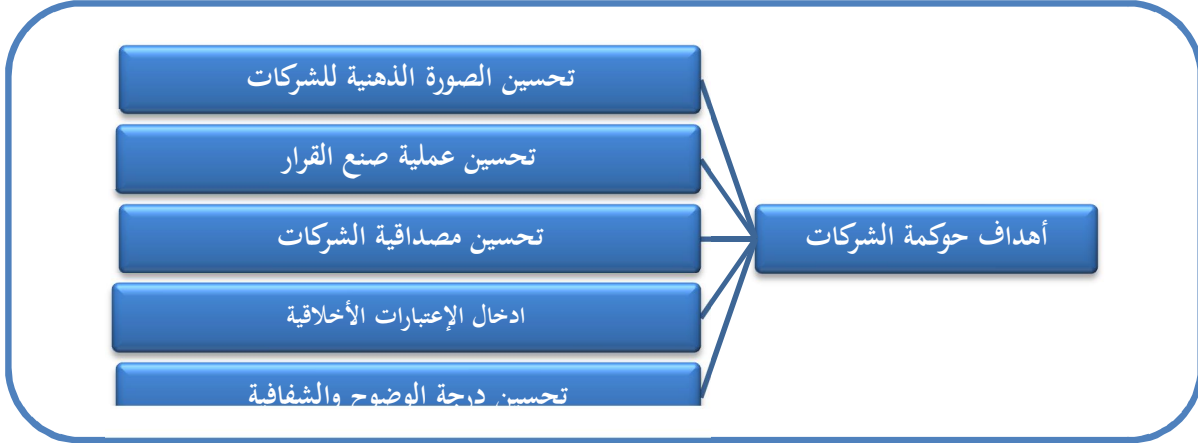 أهداف حوكمة الشركات
تحسين الصورة الذهنية للشركات
تحسين عملية صنع القرار
تحسين مصداقية الشركات
ادخال الإعتبارات الأخلاقية
تحسين درجة الوضوح والشفافية